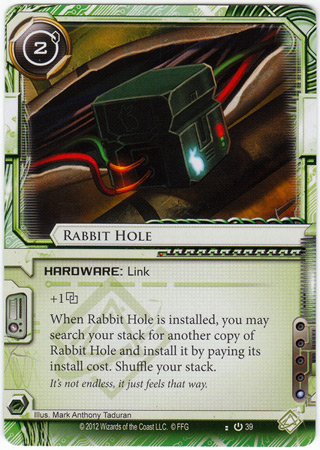 2
RABBIT HOLE
HARDWARE: Link
+1
When Rabbit Hole is installed, you may
search your stack for another copy of
Rabbit Hole and install it by paying its
install cost. Shuffle your stack.
It's not endless, it just feels that way.
Illus. Mark Anthony Taduran
© 2012 Wizards of the Coast LLC. © FFG
39